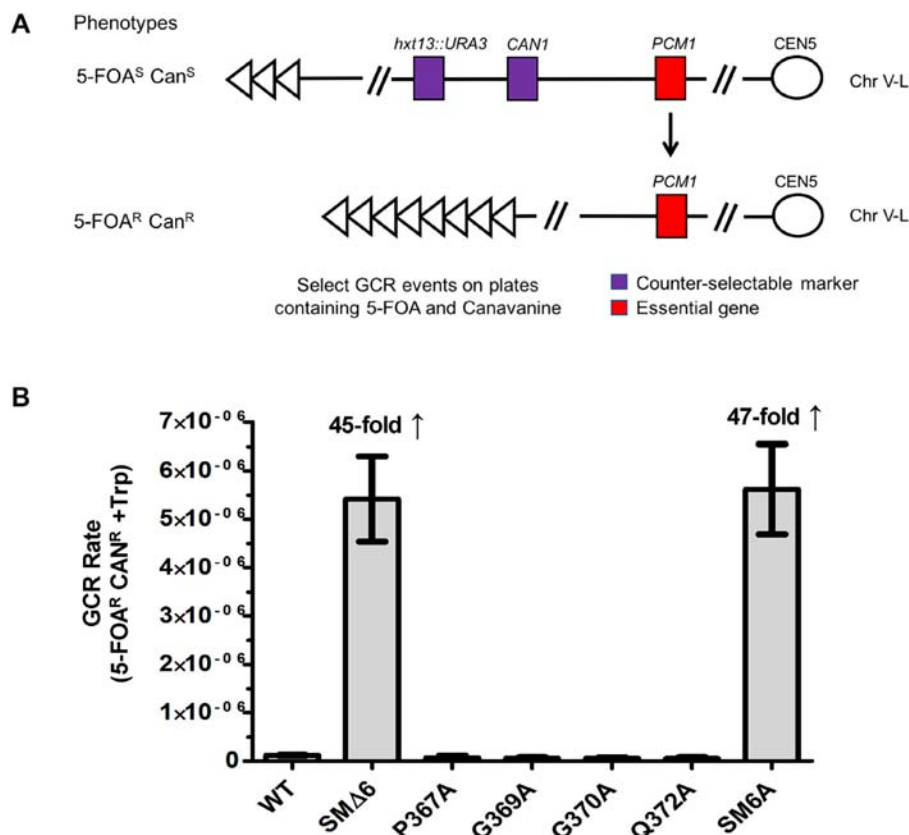 A
Phenotypes
hxt13::URA3 CAN1 PCM1 CEN5
5-FOAˢ Canˢ Chr V-L
PCM1 CEN5
5-FOAᴿ Canᴿ Chr V-L
Select GCR events on plates
containing 5-FOA and Canavanine
Counter-selectable marker
Essential gene
B
GCR Rate
(5-FOAᴿ CANᴿ +Trp)
7×10⁻⁰⁶
6×10⁻⁰⁶
5×10⁻⁰⁶
4×10⁻⁰⁶
3×10⁻⁰⁶
2×10⁻⁰⁶
1×10⁻⁰⁶
0
45-fold ↑
47-fold ↑
WT
SMΔ6
P367A
G369A
G370A
Q372A
SM6A